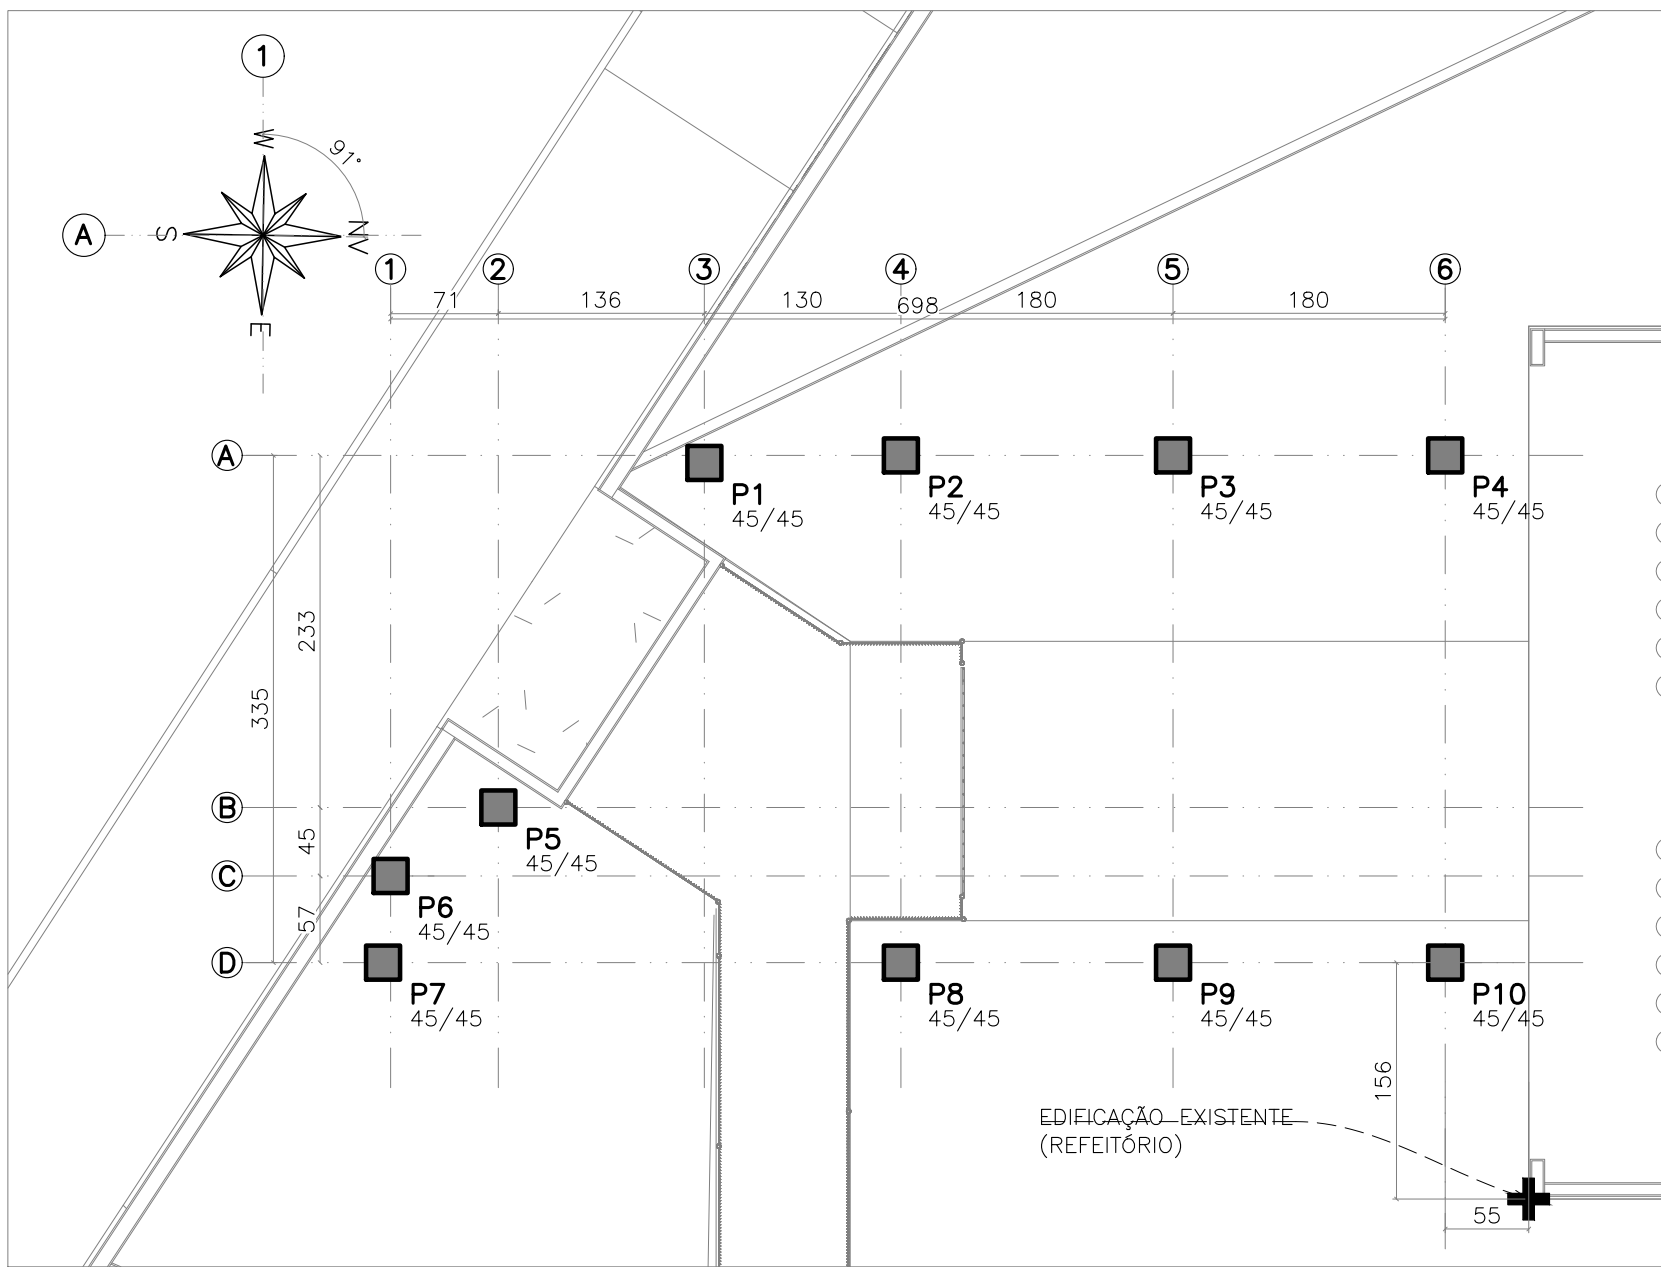 1
W
91°
A
S
NV
E
1
2
3
4
5
6
71
136
130
698
180
180
A
P1
45/45
P2
45/45
P3
45/45
P4
45/45
233
335
B
P5
45/45
45
C
P6
45/45
57
D
P7
45/45
P8
45/45
P9
45/45
P10
45/45
156
EDIFICAÇÃO EXISTENTE
(REFEITÓRIO)
55